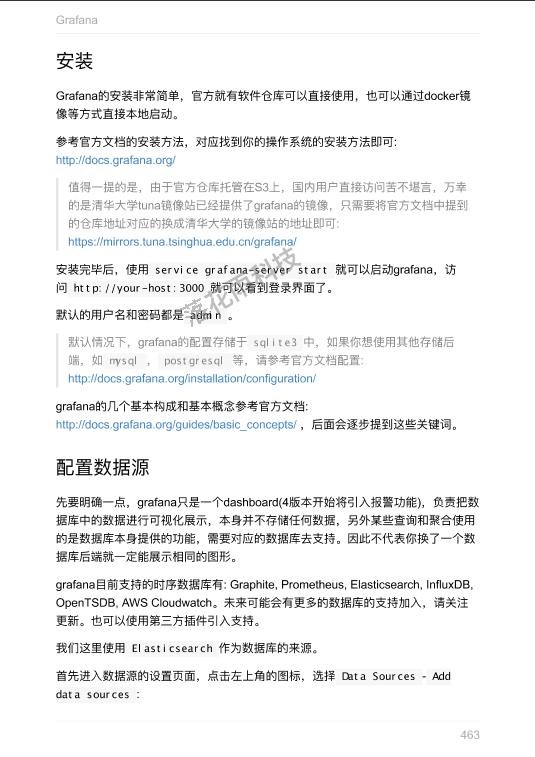 Grafana
安装
Grafana的安装非常简单，官方就有软件仓库可以直接使用，也可以通过docker镜
像等方式直接本地启动。
参考官方文档的安装方法，对应找到你的操作系统的安装方法即可:
http://docs.grafana.org/
值得一提的是，由于官方仓库托管在S3上，国内用户直接访问苦不堪言，万幸
的是清华大学tuna镜像站已经提供了grafana的镜像，只需要将官方文档中提到
的仓库地址对应的换成清华大学的镜像站的地址即可:
https://mirrors.tuna.tsinghua.edu.cn/grafana/
安装完毕后，使用 service grafana-server start 就可以启动grafana，访
问 http://your-host:3000 就可以看到登录界面了。
默认的用户名和密码都是 admin 。
落花雨科技
默认情况下，grafana的配置存储于 sqlite3 中，如果你想使用其他存储后
端，如 mysql ， postgresql 等，请参考官方文档配置:
http://docs.grafana.org/installation/configuration/
grafana的几个基本构成和基本概念参考官方文档:
http://docs.grafana.org/guides/basic_concepts/ ，后面会逐步提到这些关键词。
配置数据源
先要明确一点，grafana只是一个dashboard(4版本开始将引入报警功能)，负责把数
据库中的数据进行可视化展示，本身并不存储任何数据，另外某些查询和聚合使用
的是数据库本身提供的功能，需要对应的数据库去支持。因此不代表你换了一个数
据库后端就一定能展示相同的图形。
grafana目前支持的时序数据库有: Graphite, Prometheus, Elasticsearch, InfluxDB,
OpenTSDB, AWS Cloudwatch。未来可能会有更多的数据库的支持加入，请关注
更新。也可以使用第三方插件引入支持。
我们这里使用 Elasticsearch 作为数据库的来源。
首先进入数据源的设置页面，点击左上角的图标，选择 Data Sources - Add
data sources :
463